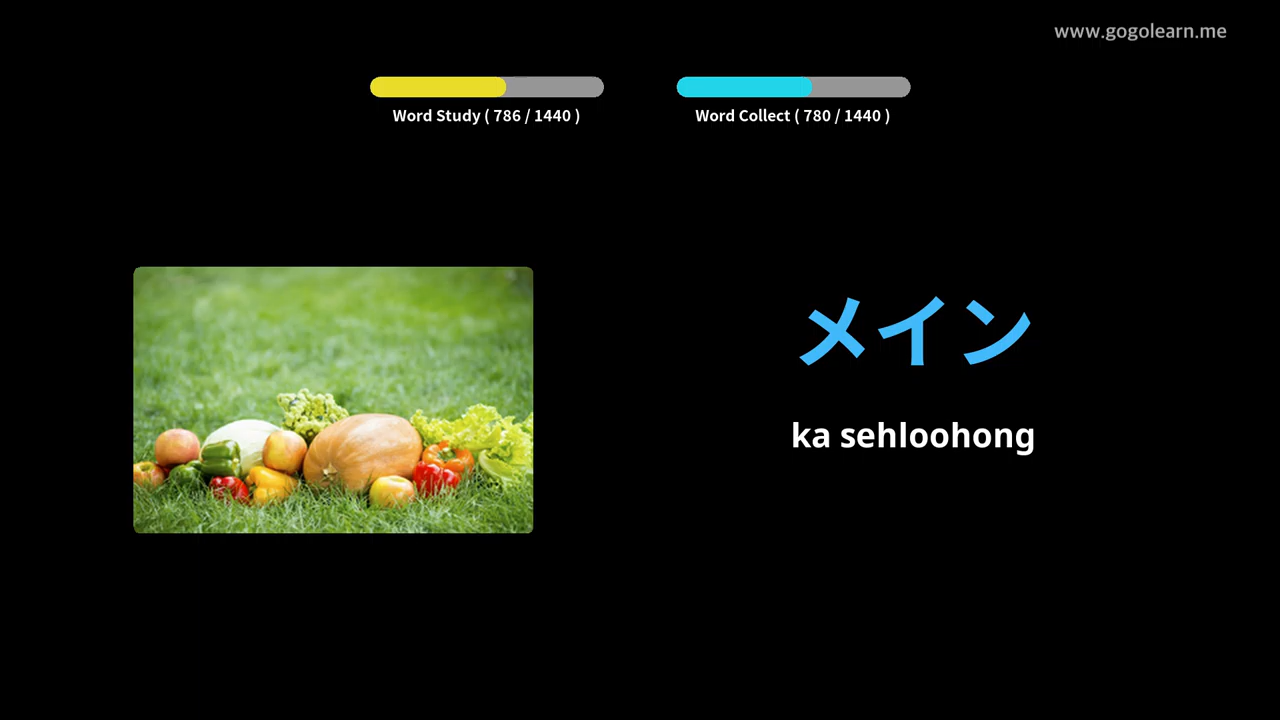 www.gogolearn.me
Word Study ( 786 / 1440 )
Word Collect ( 780 / 1440 )
メイン
ka sehloohong